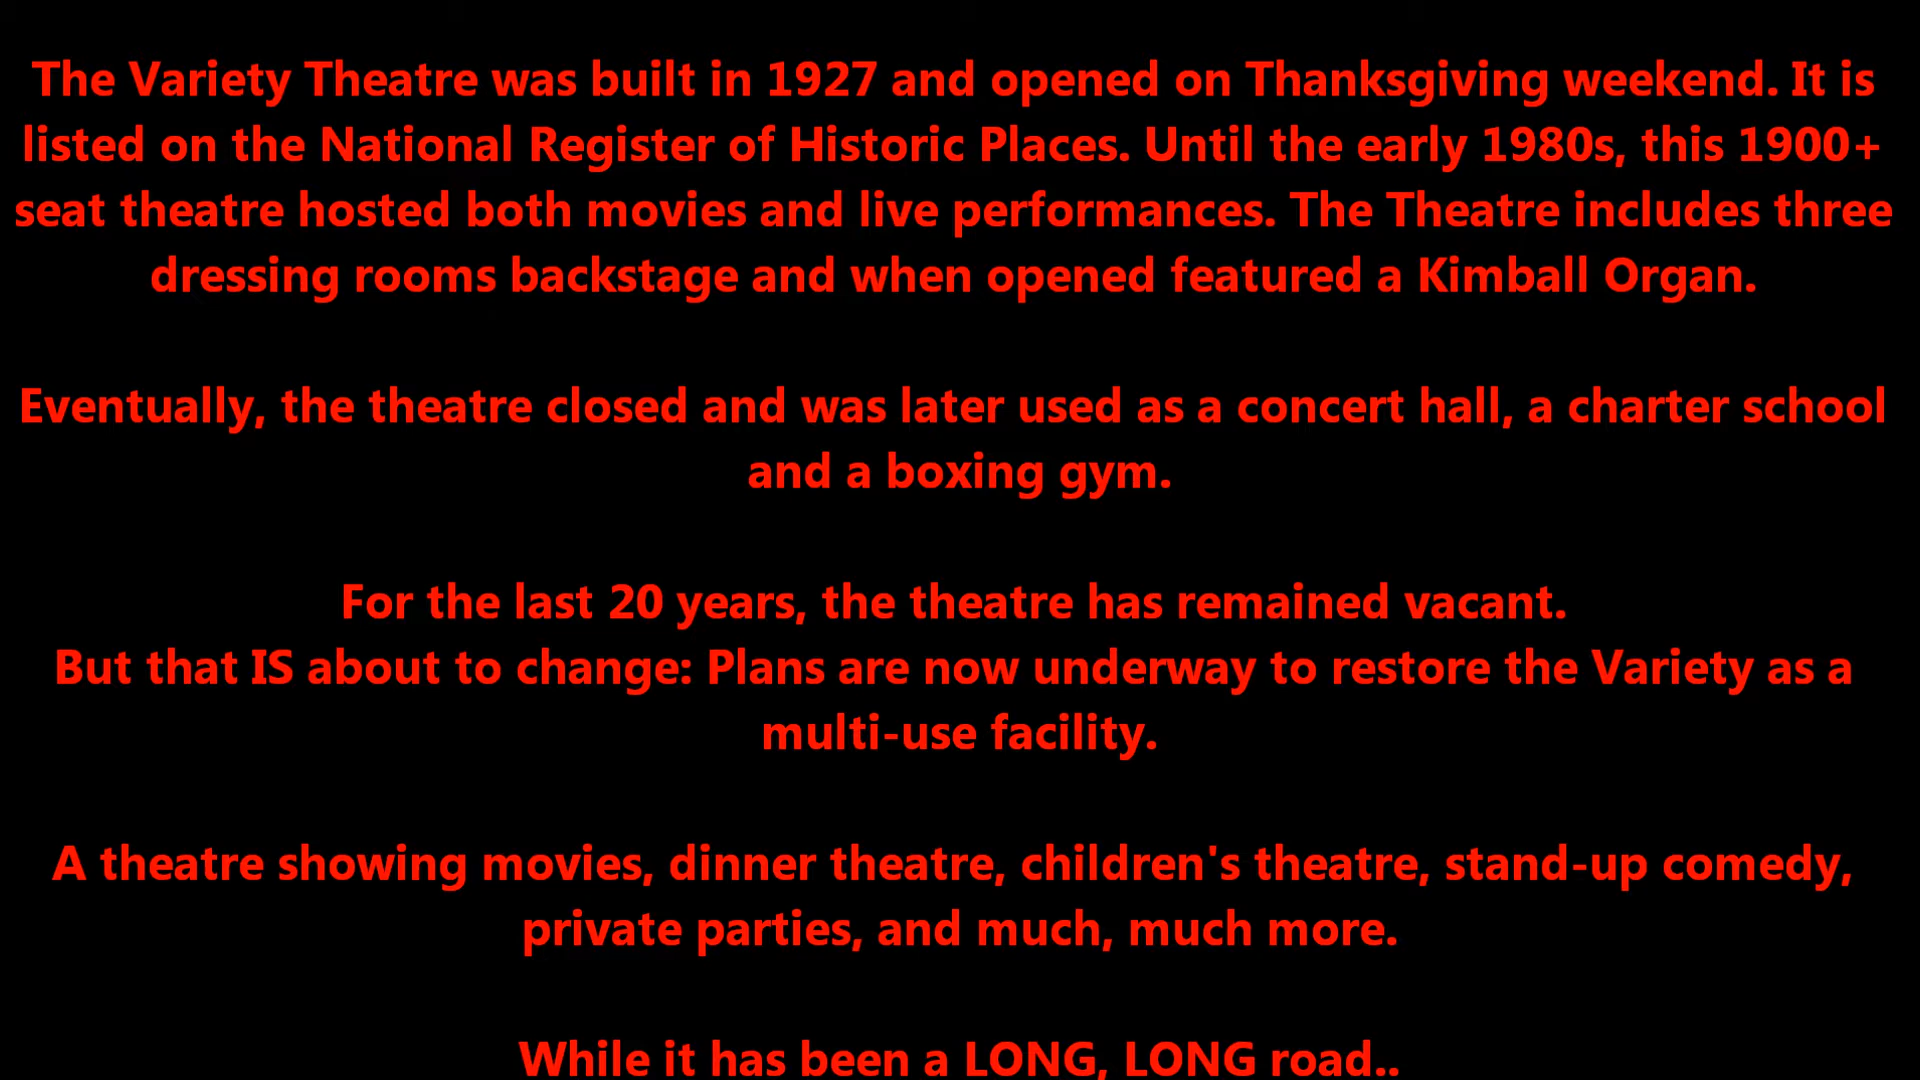 The Variety Theatre was built in 1927 and opened on Thanksgiving weekend. It is
listed on the National Register of Historic Places. Until the early 1980s, this 1900+
seat theatre hosted both movies and live performances. The Theatre includes three
dressing rooms backstage and when opened featured a Kimball Organ.
Eventually, the theatre closed and was later used as a concert hall, a charter school
and a boxing gym.
For the last 20 years, the theatre has remained vacant.
But that IS about to change: Plans are now underway to restore the Variety as a
multi-use facility.
A theatre showing movies, dinner theatre, children's theatre, stand-up comedy,
private parties, and much, much more.
While it has been a LONG, LONG road..